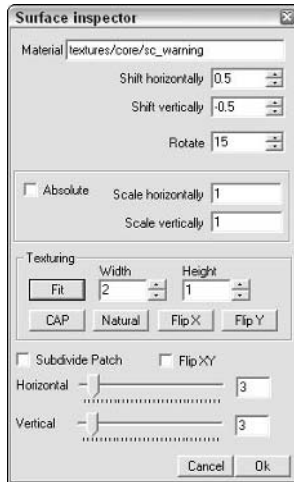 Surface inspector
Material textures/core/sc_warning
Shift horizontally 0.5
Shift vertically -0.5
Rotate 15
Absolute Scale horizontally 1
Scale vertically 1
Texturing
Width Height
Fit 2 1
CAP Natural Flip X Flip Y
Subdivide Patch Flip XY
Horizontal 3
Vertical 3
Cancel Ok